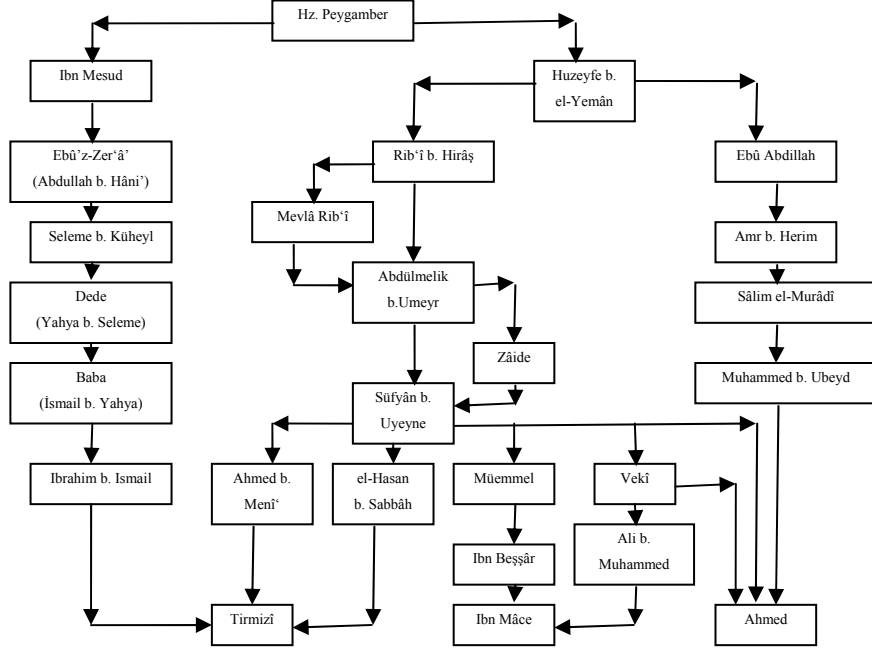 Hz. Peygamber
Ibn Mesud
Huzeyfe b.
el-Yemân
Ebû’z-Zer‘â’
(Abdullah b. Hâni’)
Rib‘î b. Hirâş
Ebû Abdillah
Mevlâ Rib‘î
Seleme b. Küheyl
Amr b. Herim
Abdülmelik
b.Umeyr
Dede
(Yahya b. Seleme)
Sâlim el-Murâdî
Zâide
Baba
(İsmail b. Yahya)
Muhammed b. Ubeyd
Süfyân b.
Uyeyne
Ibrahim b. Ismail
Ahmed b.
Menî‘
el-Hasan
b. Sabbâh
Müemmel
Vekî
Ibn Beşşâr
Ali b.
Muhammed
Tirmizî
Ibn Mâce
Ahmed